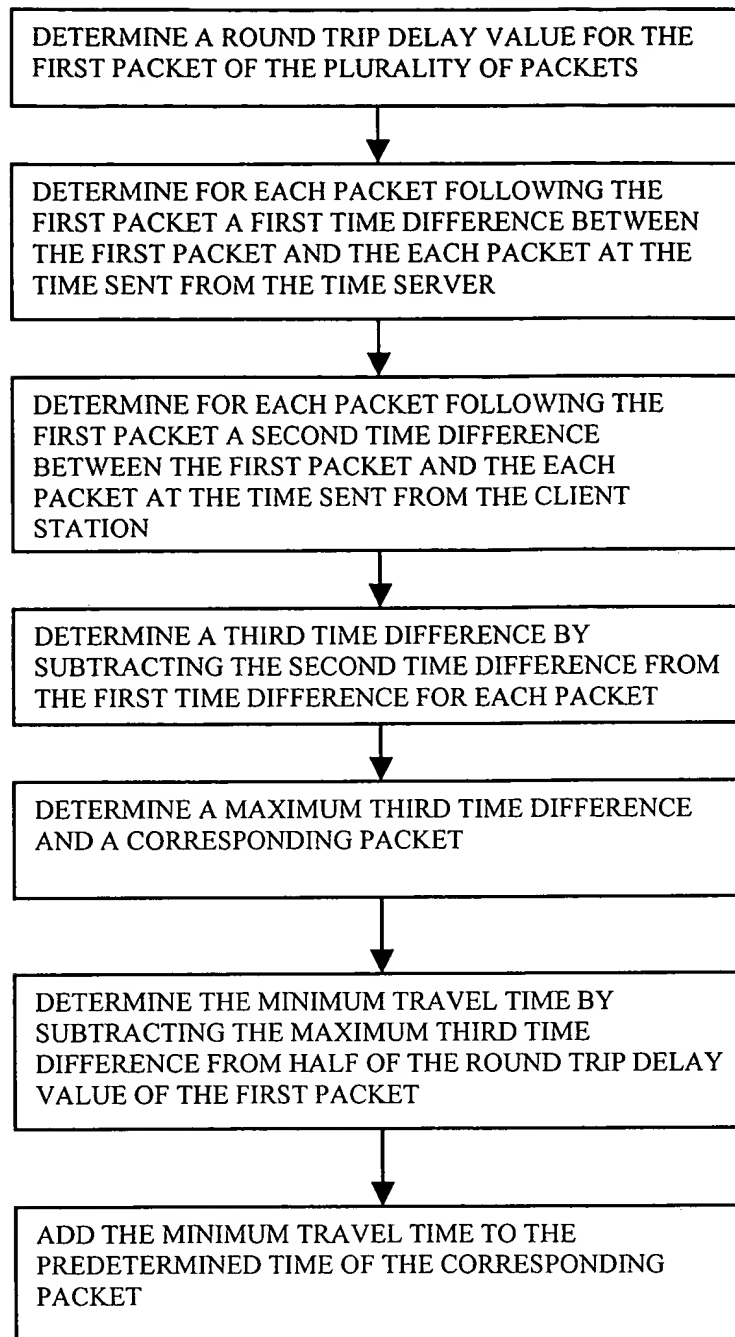 DETERMINE A ROUND TRIP DELAY VALUE FOR THE
FIRST PACKET OF THE PLURALITY OF PACKETS
DETERMINE FOR EACH PACKET FOLLOWING THE
FIRST PACKET A FIRST TIME DIFFERENCE BETWEEN
THE FIRST PACKET AND THE EACH PACKET AT THE
TIME SENT FROM THE TIME SERVER
DETERMINE FOR EACH PACKET FOLLOWING THE
FIRST PACKET A SECOND TIME DIFFERENCE
BETWEEN THE FIRST PACKET AND THE EACH
PACKET AT THE TIME SENT FROM THE CLIENT
STATION
DETERMINE A THIRD TIME DIFFERENCE BY
SUBTRACTING THE SECOND TIME DIFFERENCE FROM
THE FIRST TIME DIFFERENCE FOR EACH PACKET
DETERMINE A MAXIMUM THIRD TIME DIFFERENCE
AND A CORRESPONDING PACKET
DETERMINE THE MINIMUM TRAVEL TIME BY
SUBTRACTING THE MAXIMUM THIRD TIME
DIFFERENCE FROM HALF OF THE ROUND TRIP DELAY
VALUE OF THE FIRST PACKET
ADD THE MINIMUM TRAVEL TIME TO THE
PREDETERMINED TIME OF THE CORRESPONDING
PACKET